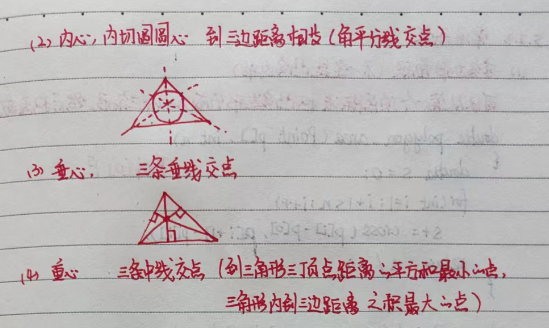 (2) 内心，内切圆圆心 到三边距离相等 (角平分线交点)
(3) 垂心， 三条垂线交点
(4) 重心 三条中线交点 (到三角形三顶点距离的平方和最小的点，
三角形内到三边距离之积最大的点)